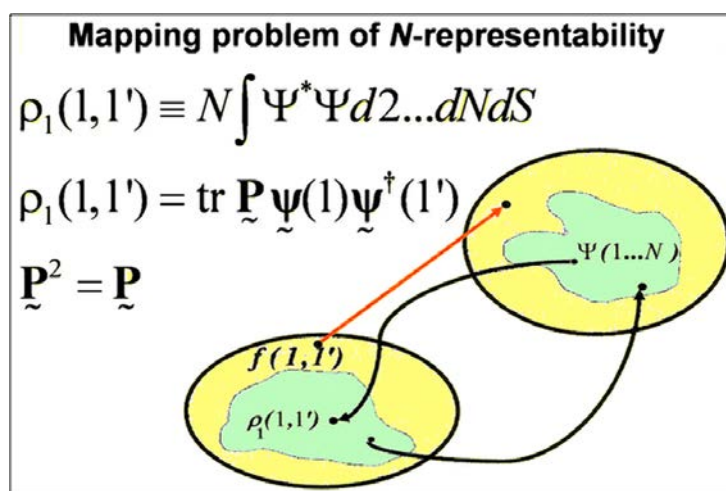 Mapping problem of N-representability
ρ₁(1,1') ≡ N∫Ψ*Ψd2...dNdS
ρ₁(1,1') = tr P̰ ψ̰(1)ψ̰†(1')
P̰² = P̰
Ψ(1...N)
f(1,1')
ρ₁(1,1')